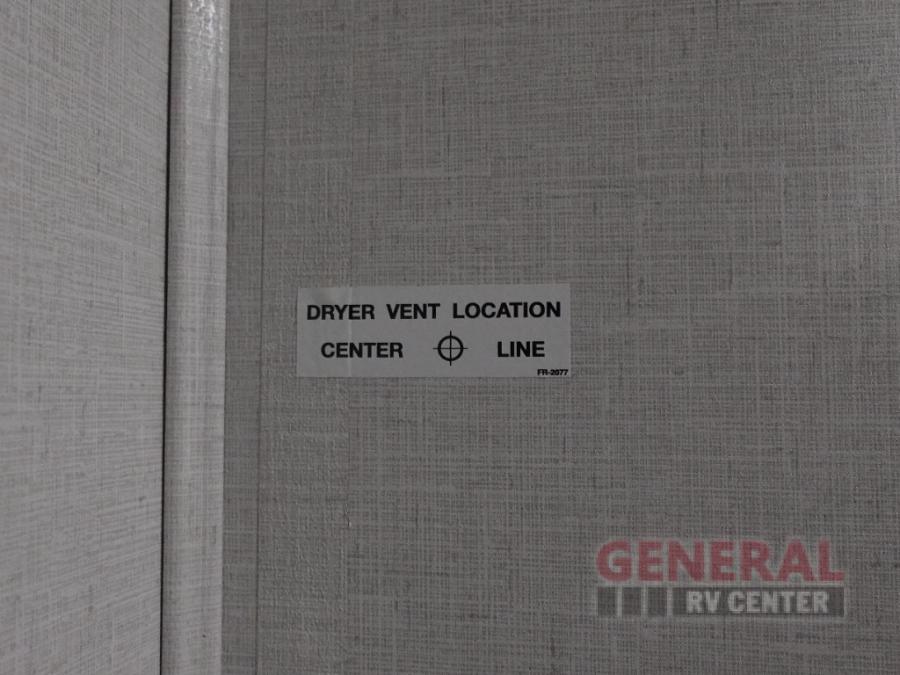 DRYER VENT LOCATION
CENTER LINE
FR-2077
GENERAL
RV CENTER